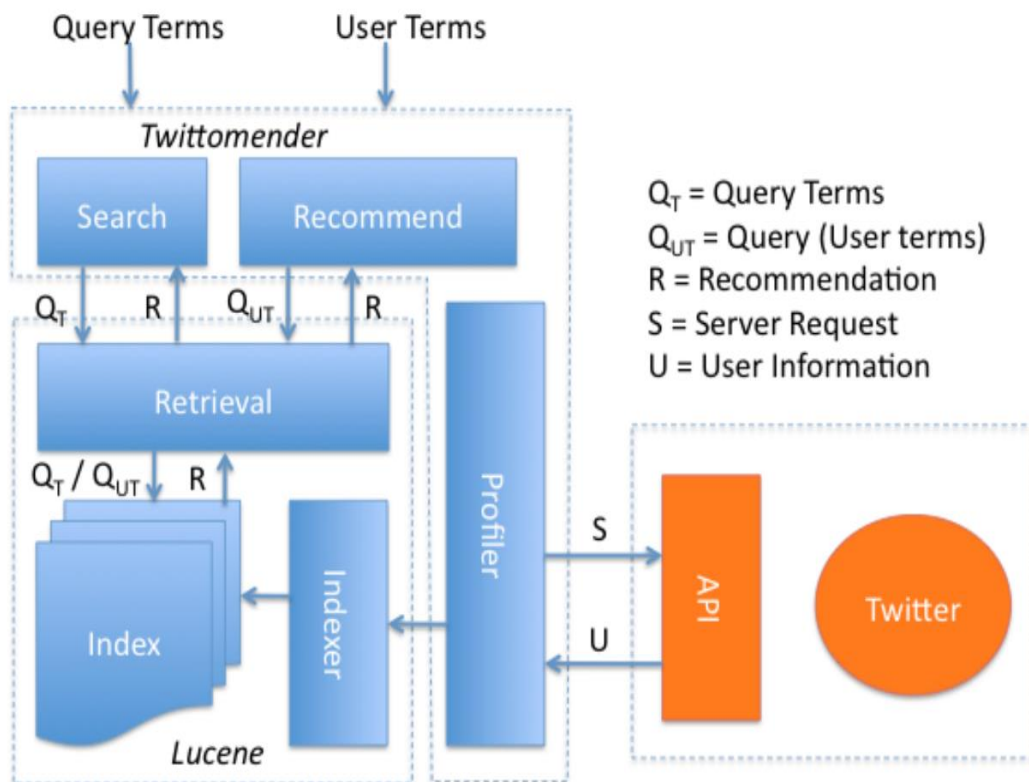 Query Terms
User Terms
Twittomender
Search
Recommend
Q_T = Query Terms
Q_UT = Query (User terms)
R = Recommendation
S = Server Request
U = User Information
Q_T
R
Q_UT
R
Retrieval
Q_T / Q_UT
R
Index
Indexer
Lucene
Profiler
S
U
API
Twitter